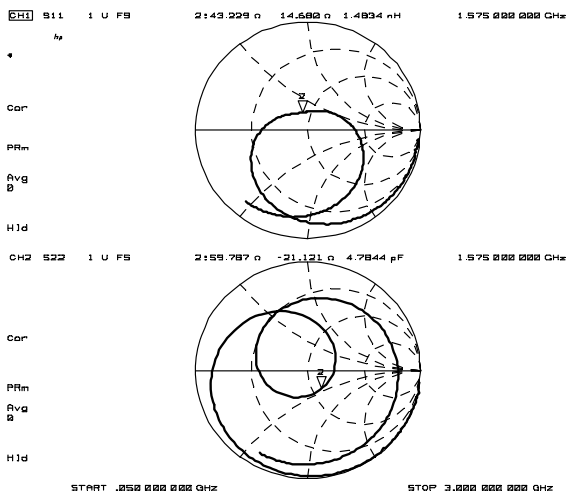 CH1 S11 1 U FS 2:43.229 Ω 14.680 Ω 1.4834 nH 1.575 000 000 GHz
hp
*
Cor
PRm
Avg
0
Hld
2
CH2 S22 1 U FS 2:59.787 Ω -21.121 Ω 4.7844 pF 1.575 000 000 GHz
Cor
PRm
Avg
0
Hld
2
START .050 000 000 GHz STOP 3.000 000 000 GHz